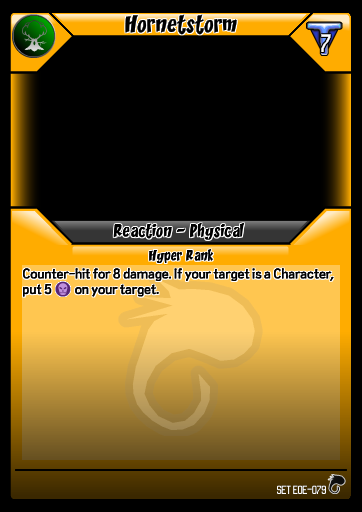 Hornetstorm
7
Reaction - Physical
Hyper Rank
Counter-hit for 8 damage. If your target is a Character,
put 5 on your target.
SET EOE-079